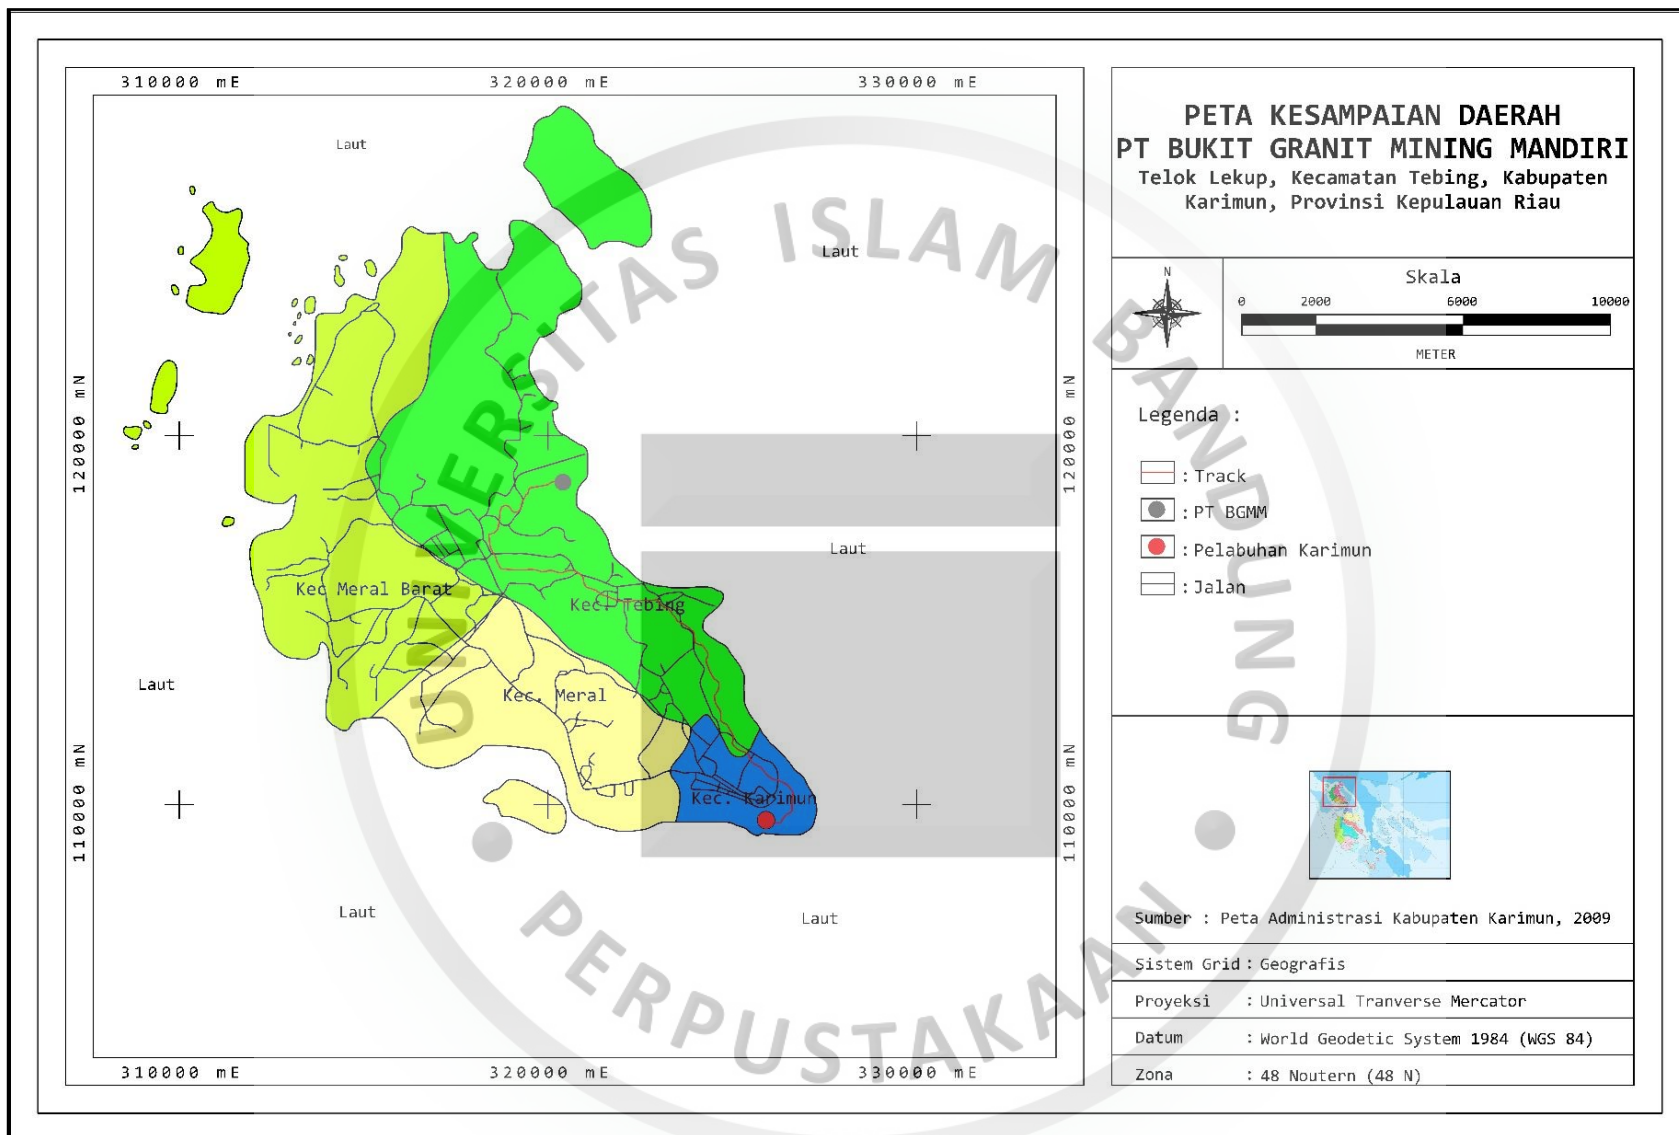 310000 mE
320000 mE
330000 mE
Laut
Laut
120000 mN
120000 mN
Laut
Kec Meral Barat
Kec. Tebing
Laut
Kec. Meral
110000 mN
110000 mN
Kec. Karimun
Laut
Laut
310000 mE
320000 mE
330000 mE
PETA KESAMPAIAN DAERAH
PT BUKIT GRANIT MINING MANDIRI
Telok Lekup, Kecamatan Tebing, Kabupaten
Karimun, Provinsi Kepulauan Riau
N
Skala
0 2000 6000 10000
METER
Legenda :
: Track
: PT BGMM
: Pelabuhan Karimun
: Jalan
Sumber : Peta Administrasi Kabupaten Karimun, 2009
Sistem Grid : Geografis
Proyeksi : Universal Tranverse Mercator
Datum : World Geodetic System 1984 (WGS 84)
Zona : 48 Noutern (48 N)
UNIVERSITAS ISLAM BANDUNG
PERPUSTAKAAN